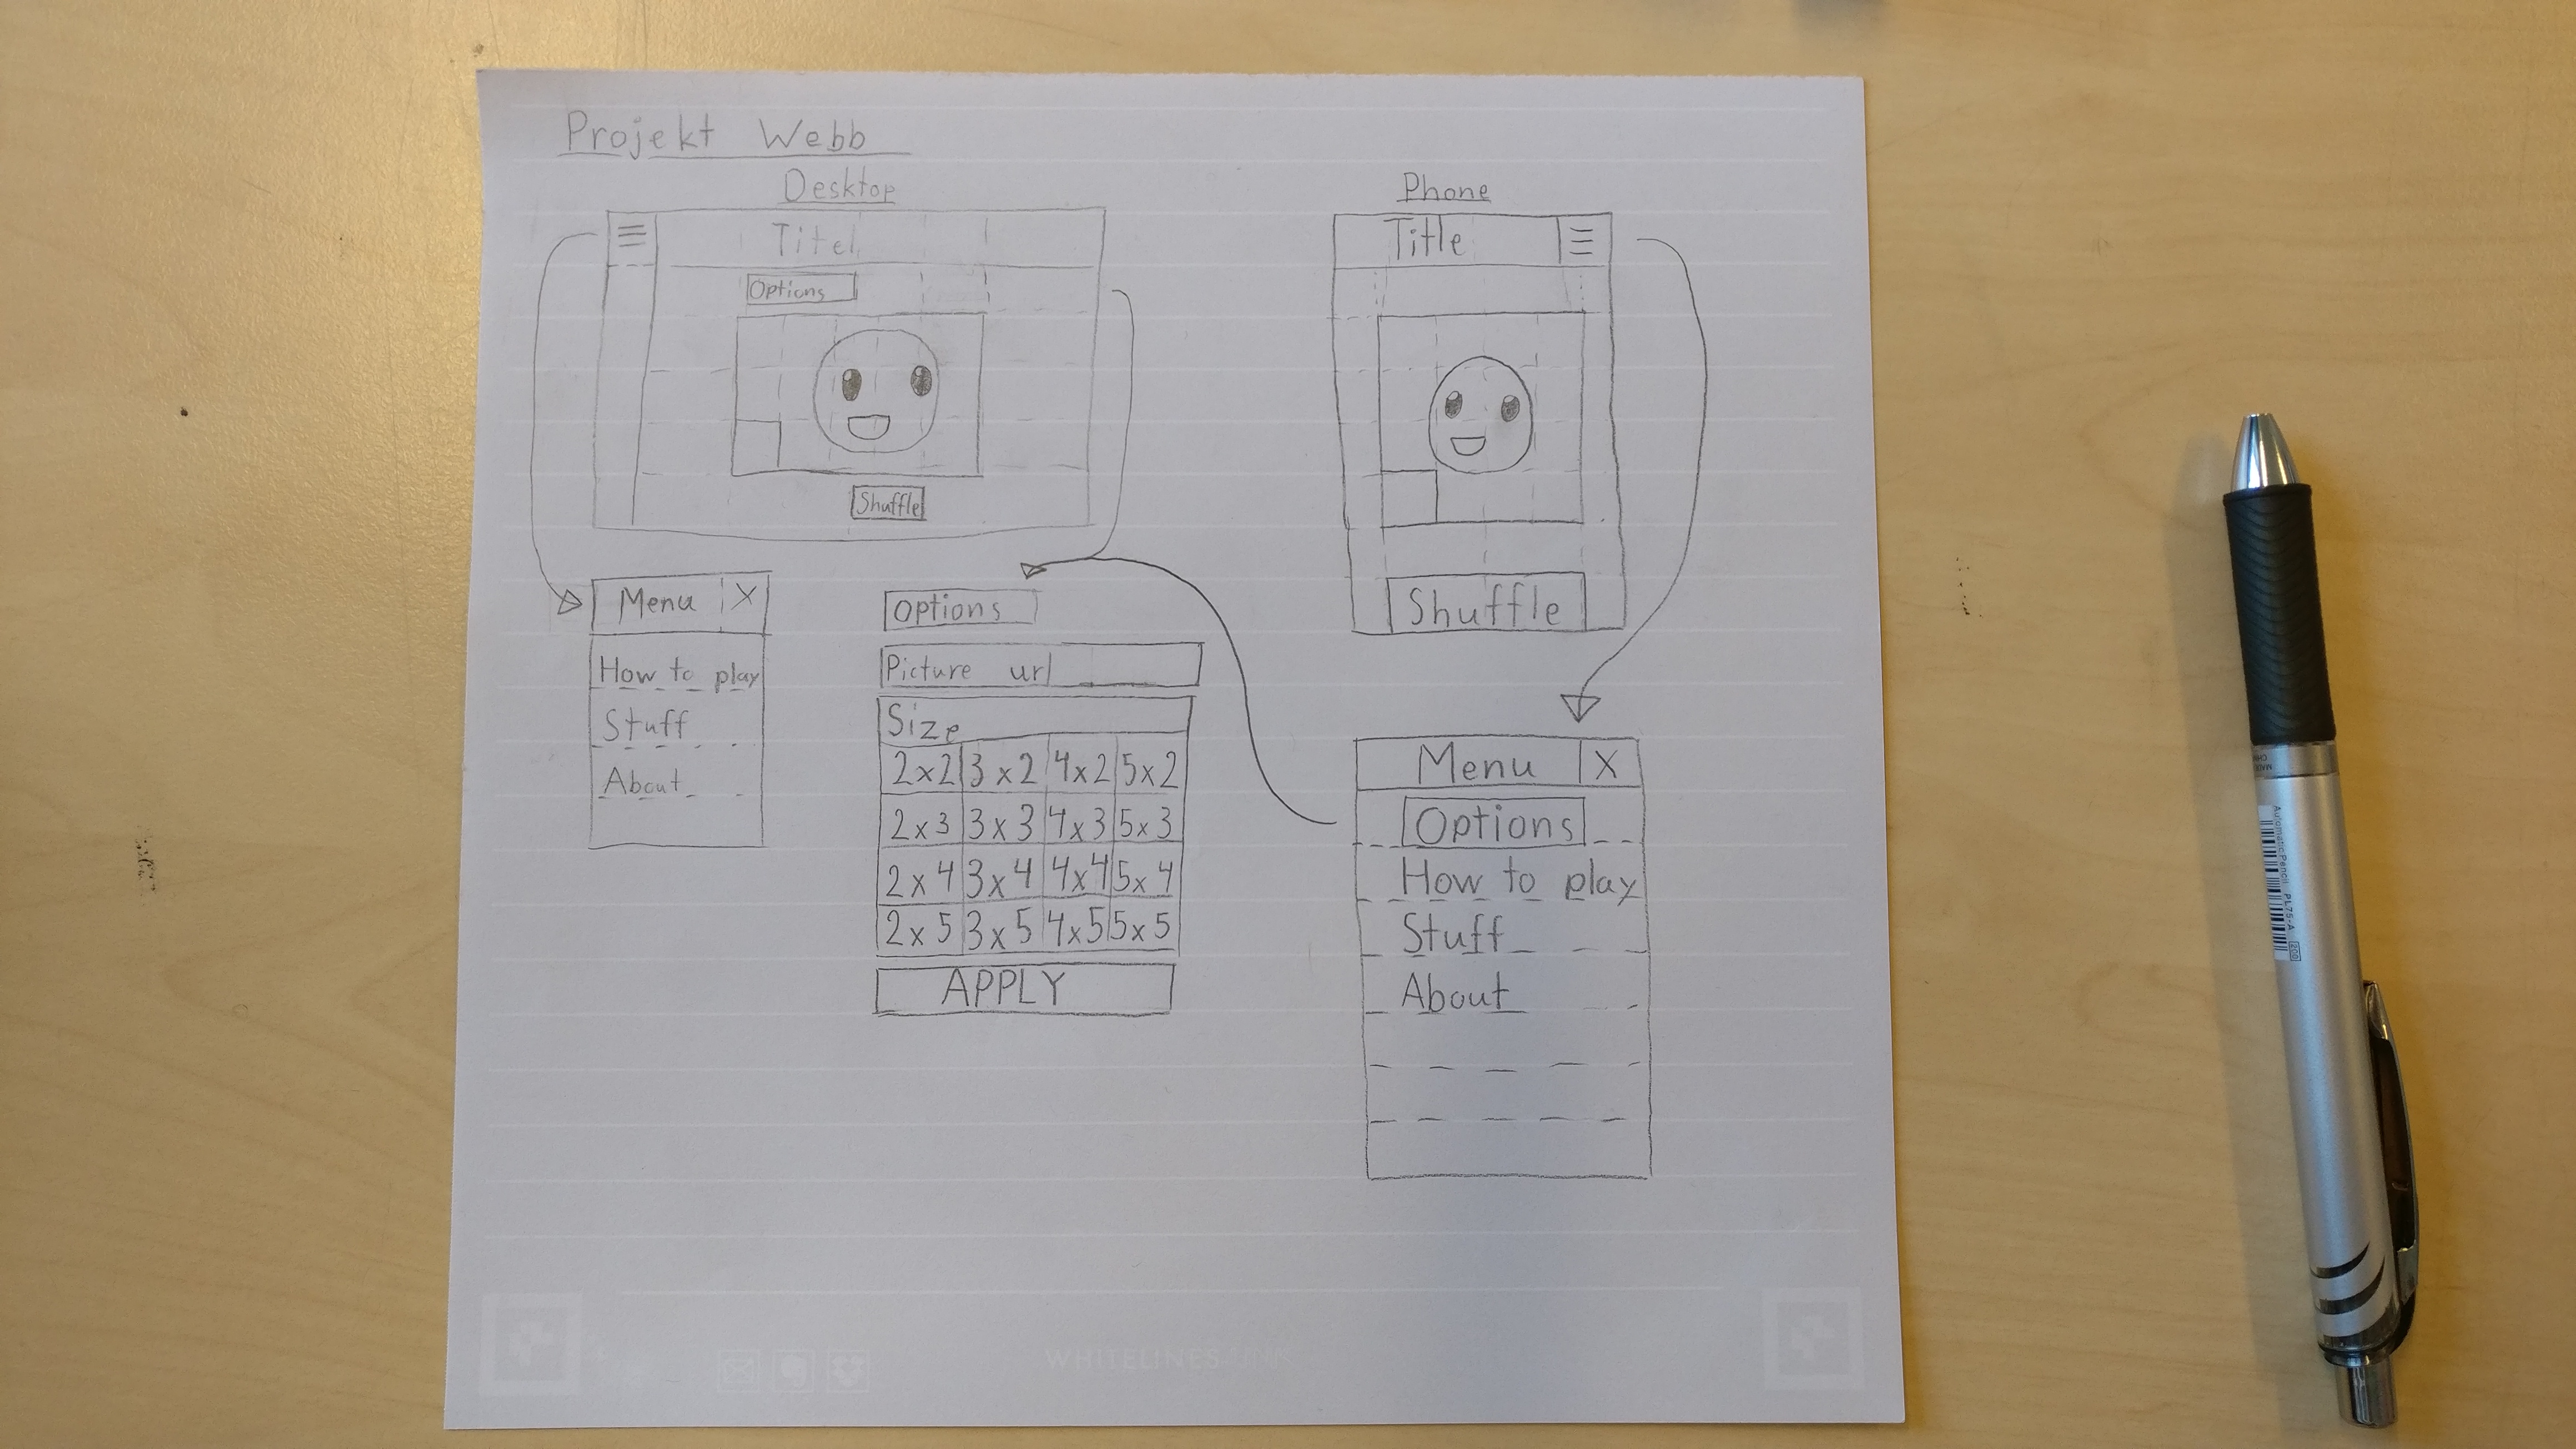 Projekt Webb
Desktop
Titel
Options
Shuffle
Phone
Title
Shuffle
Menu X
How to play
Stuff
About
Options
Picture url
Size
2x2 3x2 4x2 5x2
2x3 3x3 4x3 5x3
2x4 3x4 4x4 5x4
2x5 3x5 4x5 5x5
APPLY
Menu X
Options
How to play
Stuff
About
WHITELINES LINK
Automatic Pencil PL75-A